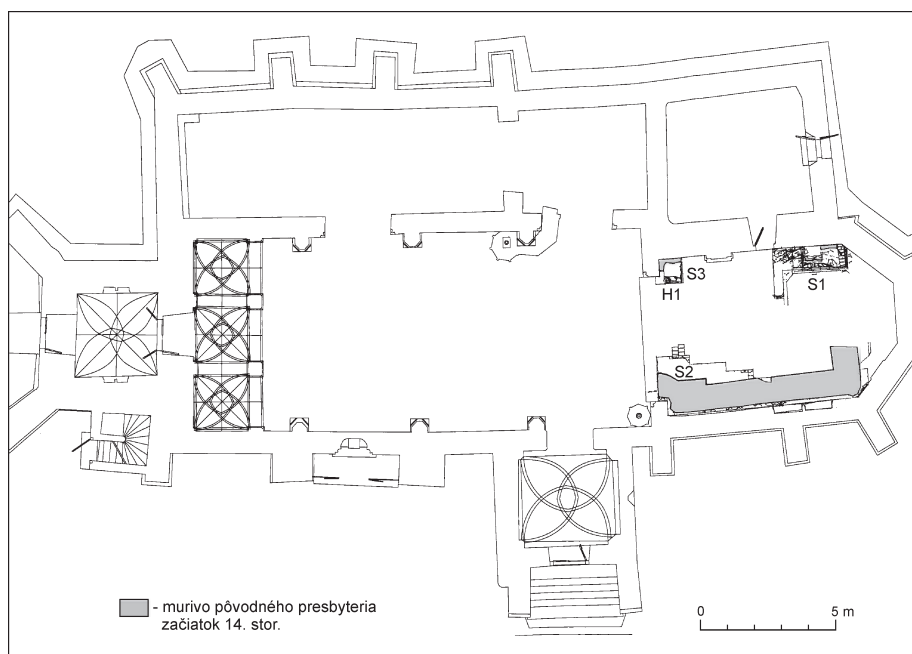 S3
H1
S1
S2
- murivo pôvodného presbyteria
začiatok 14. stor.
0 5 m